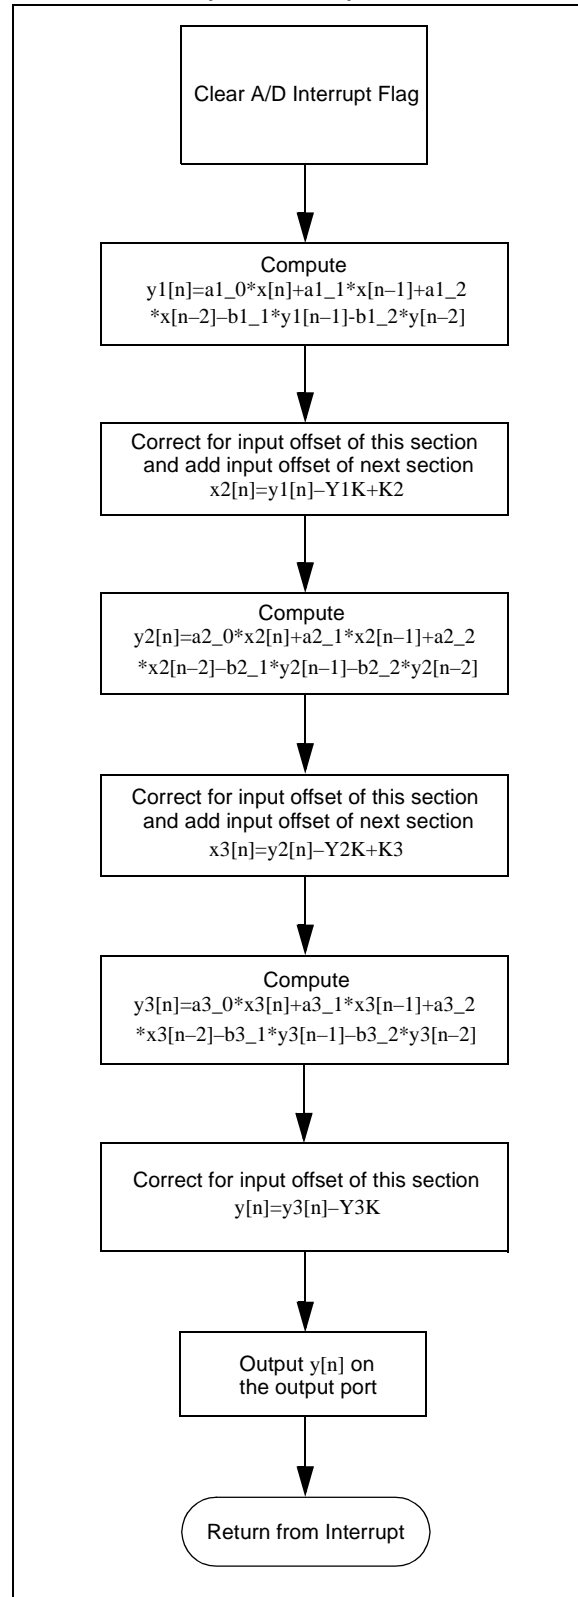 Clear A/D Interrupt Flag
Compute
y1[n]=a1_0*x[n]+a1_1*x[n–1]+a1_2
*x[n–2]–b1_1*y1[n–1]-b1_2*y[n–2]
Correct for input offset of this section
and add input offset of next section
x2[n]=y1[n]–Y1K+K2
Compute
y2[n]=a2_0*x2[n]+a2_1*x2[n–1]+a2_2
*x2[n–2]–b2_1*y2[n–1]–b2_2*y2[n–2]
Correct for input offset of this section
and add input offset of next section
x3[n]=y2[n]–Y2K+K3
Compute
y3[n]=a3_0*x3[n]+a3_1*x3[n–1]+a3_2
*x3[n–2]–b3_1*y3[n–1]–b3_2*y3[n–2]
Correct for input offset of this section
y[n]=y3[n]–Y3K
Output y[n] on
the output port
Return from Interrupt